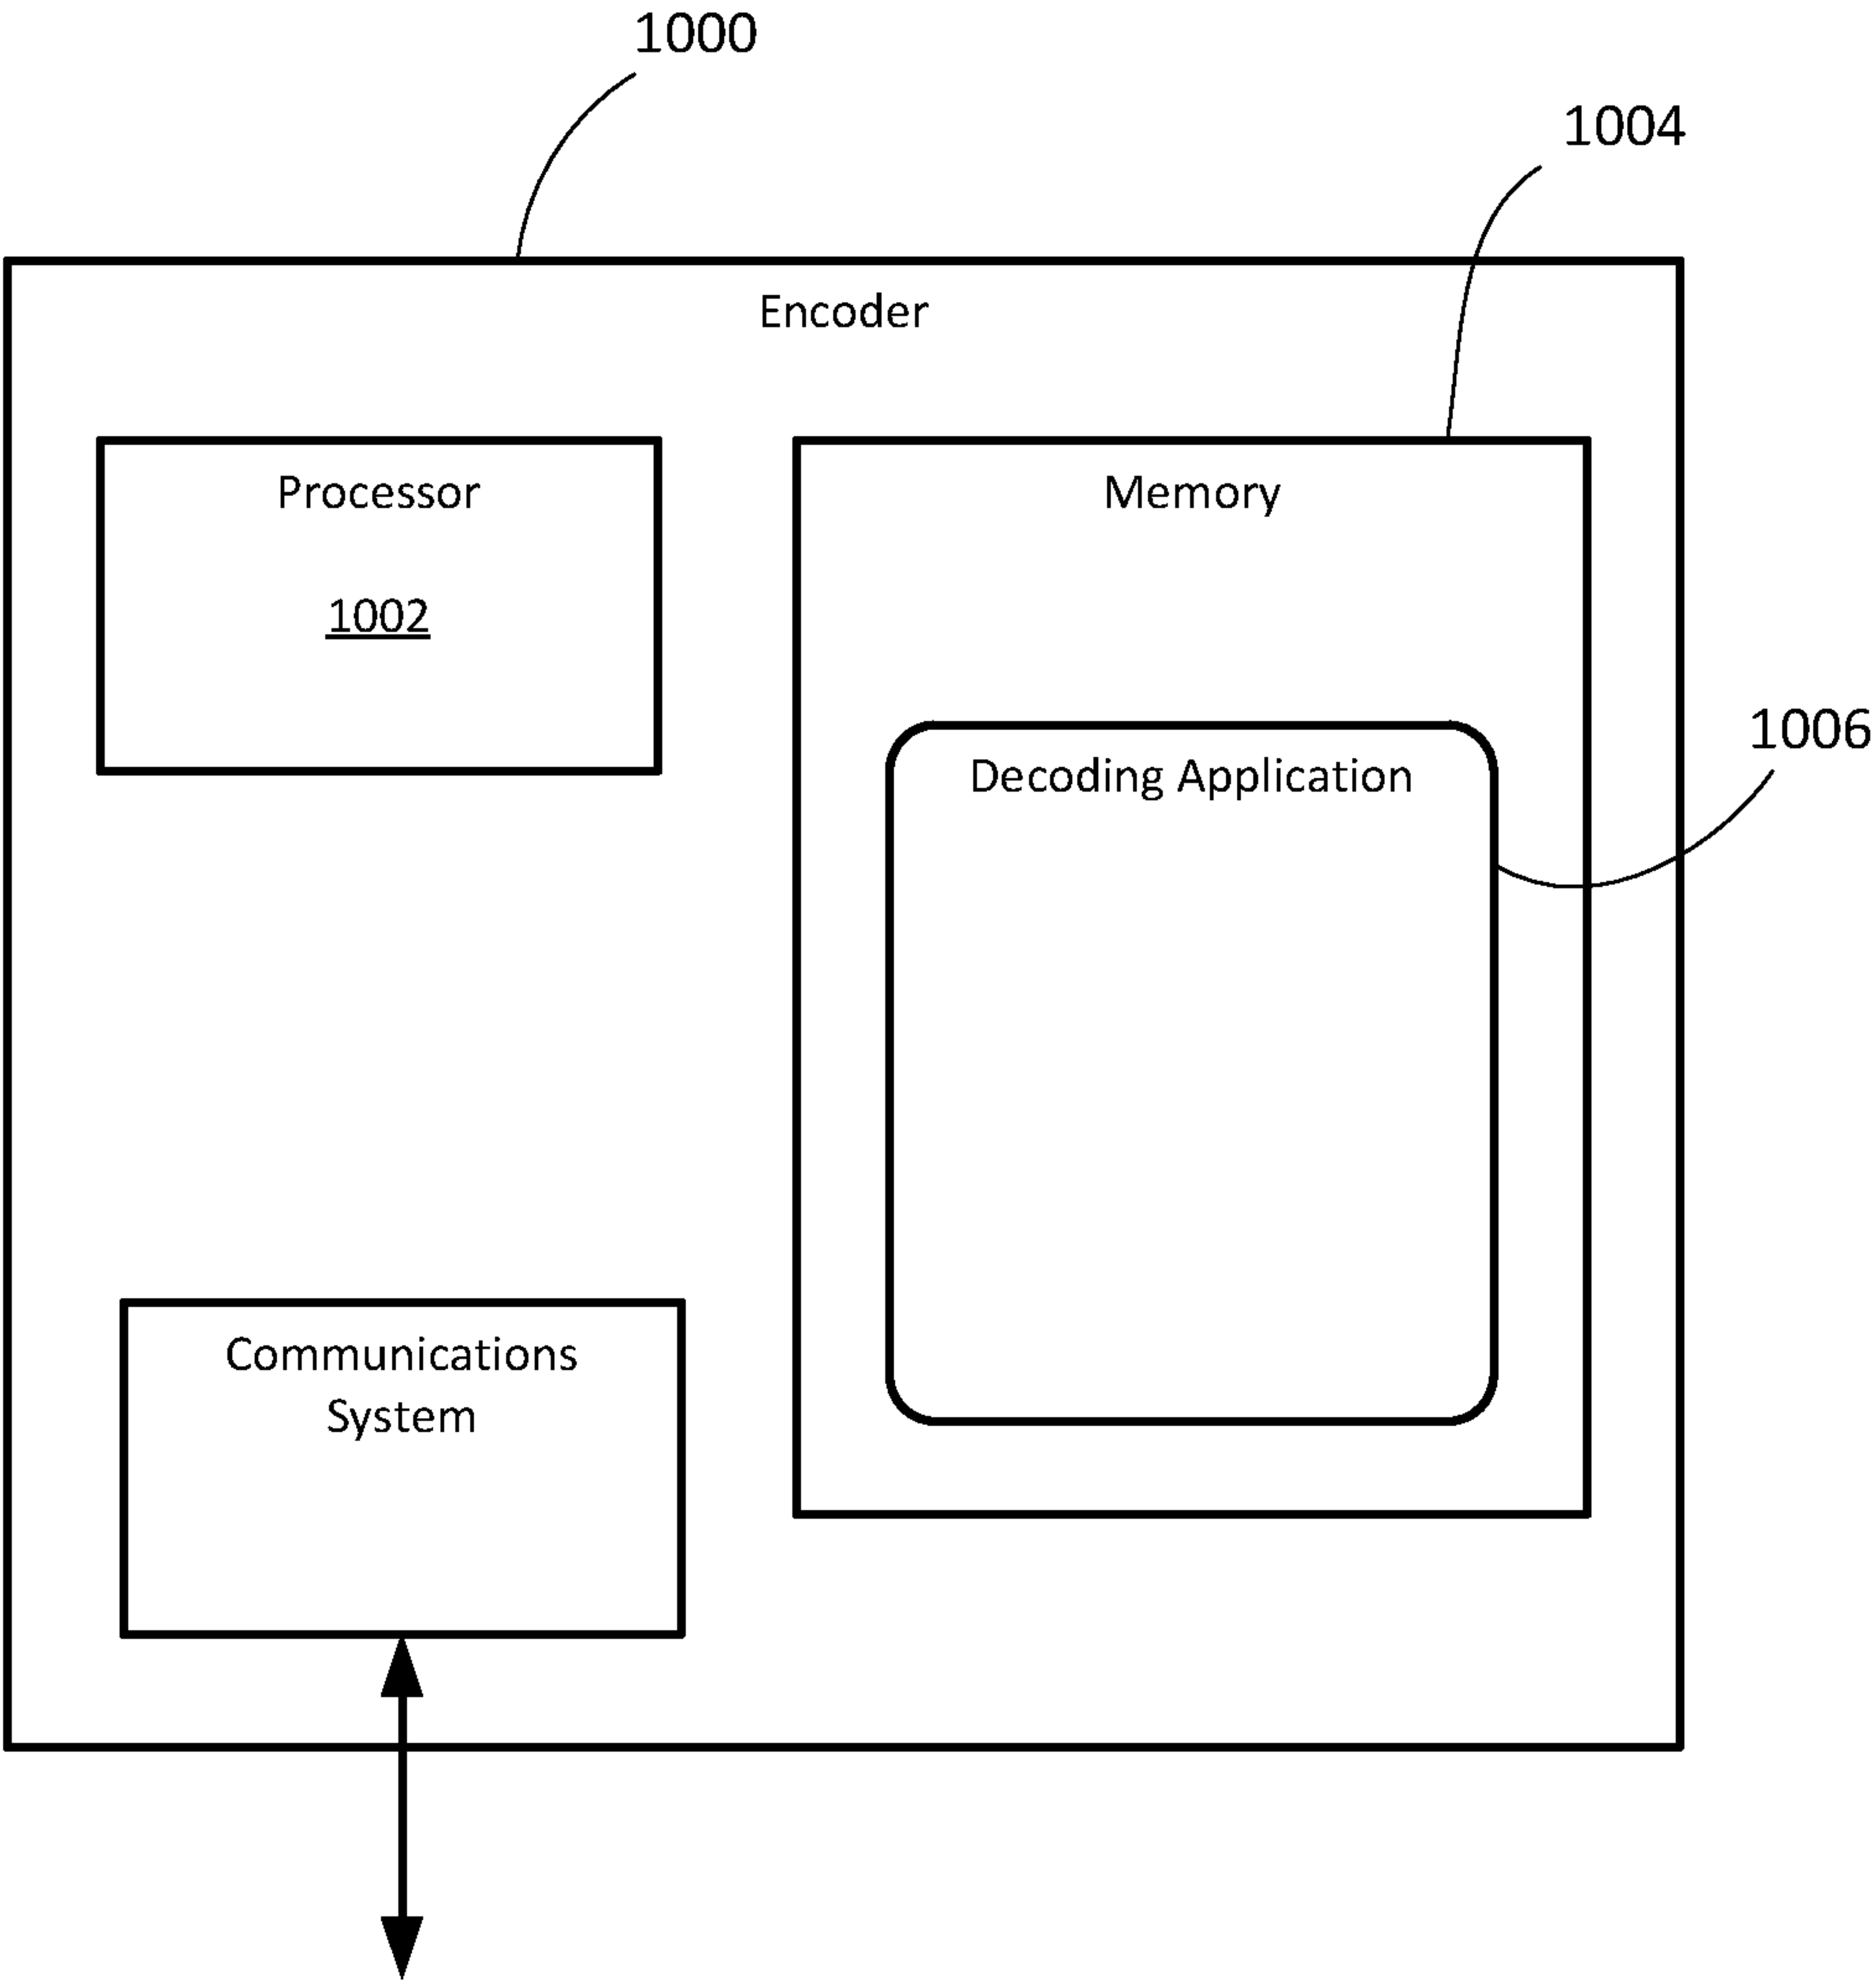 1000
1004
Encoder
Processor
1002
Memory
1006
Decoding Application
Communications
System